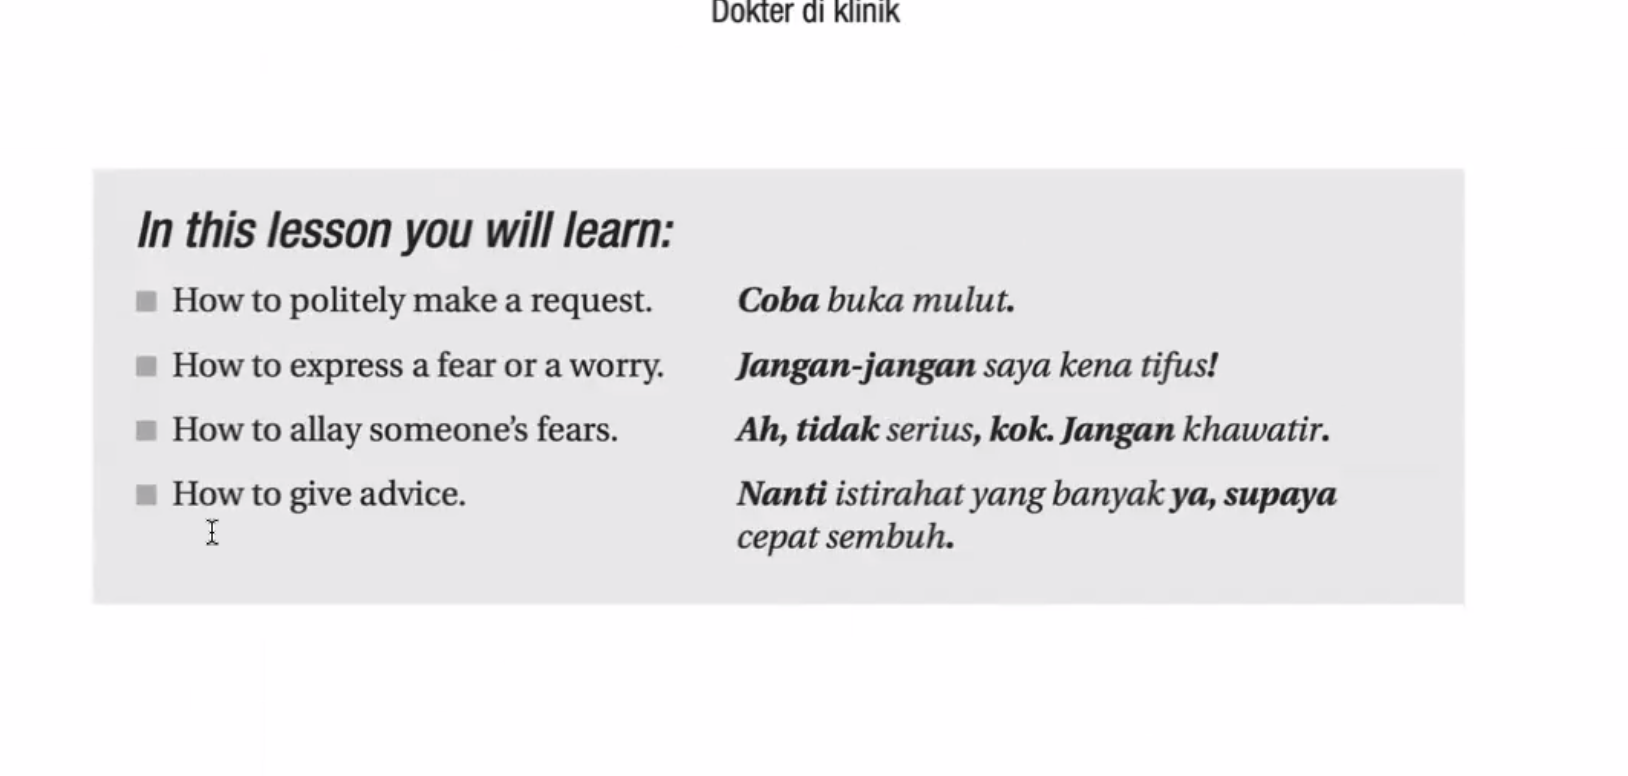 Dokter di klinik
In this lesson you will learn:
How to politely make a request. Coba buka mulut.
How to express a fear or a worry. Jangan-jangan saya kena tifus!
How to allay someone's fears. Ah, tidak serius, kok. Jangan khawatir.
How to give advice. Nanti istirahat yang banyak ya, supaya
cepat sembuh.